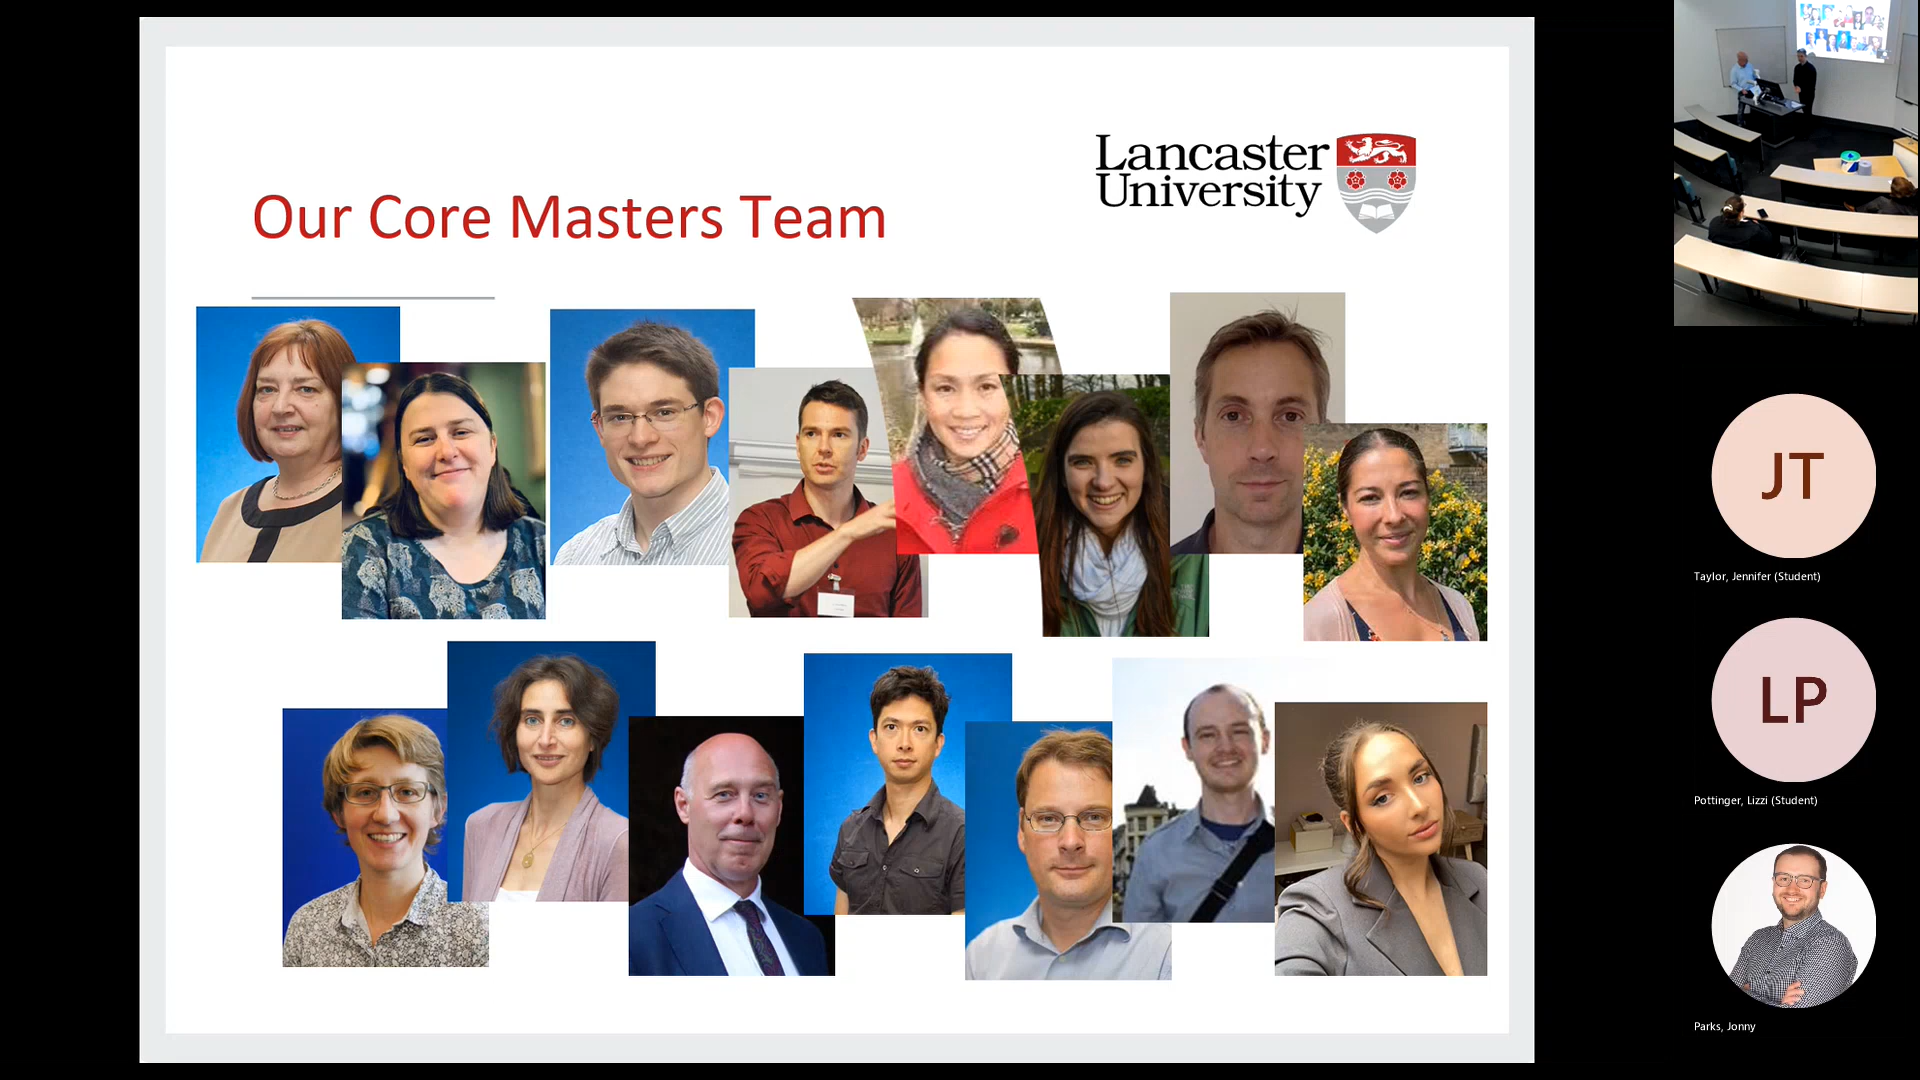 Our Core Masters Team
Lancaster
University
JT
Taylor, Jennifer (Student)
LP
Pottinger, Lizzi (Student)
Parks, Jonny